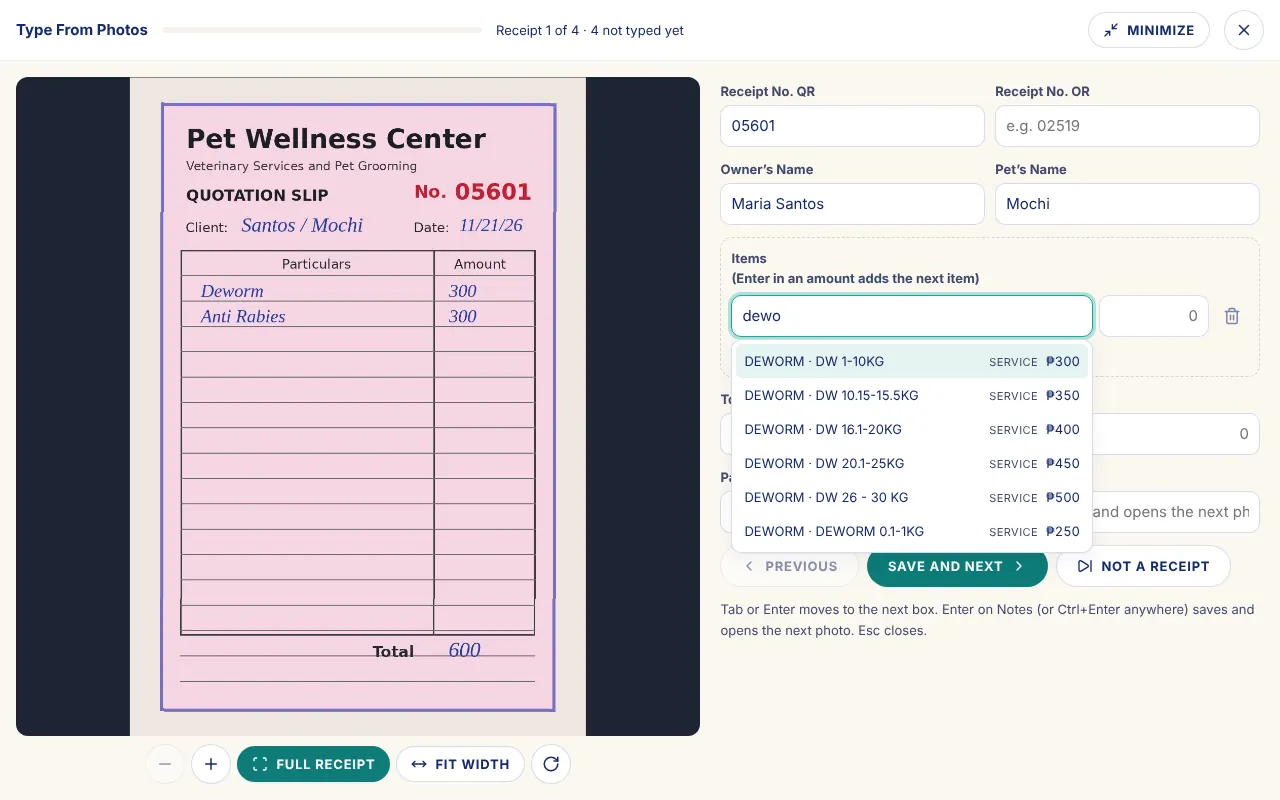 Type From Photos
Receipt 1 of 4 · 4 not typed yet
MINIMIZE
Pet Wellness Center
Veterinary Services and Pet Grooming
QUOTATION SLIP
No. 05601
Client: Santos / Mochi
Date: 11/21/26
Particulars
Amount
Deworm
300
Anti Rabies
300
Total
600
FULL RECEIPT
FIT WIDTH
Receipt No. QR
Receipt No. OR
05601
e.g. 02519
Owner’s Name
Pet’s Name
Maria Santos
Mochi
Items
(Enter in an amount adds the next item)
dewo
0
DEWORM · DW 1-10KG SERVICE ₱300
DEWORM · DW 10.15-15.5KG SERVICE ₱350
DEWORM · DW 16.1-20KG SERVICE ₱400
DEWORM · DW 20.1-25KG SERVICE ₱450
DEWORM · DW 26 - 30 KG SERVICE ₱500
DEWORM · DEWORM 0.1-1KG SERVICE ₱250
0
and opens the next ph
PREVIOUS
SAVE AND NEXT
NOT A RECEIPT
Tab or Enter moves to the next box. Enter on Notes (or Ctrl+Enter anywhere) saves and
opens the next photo. Esc closes.